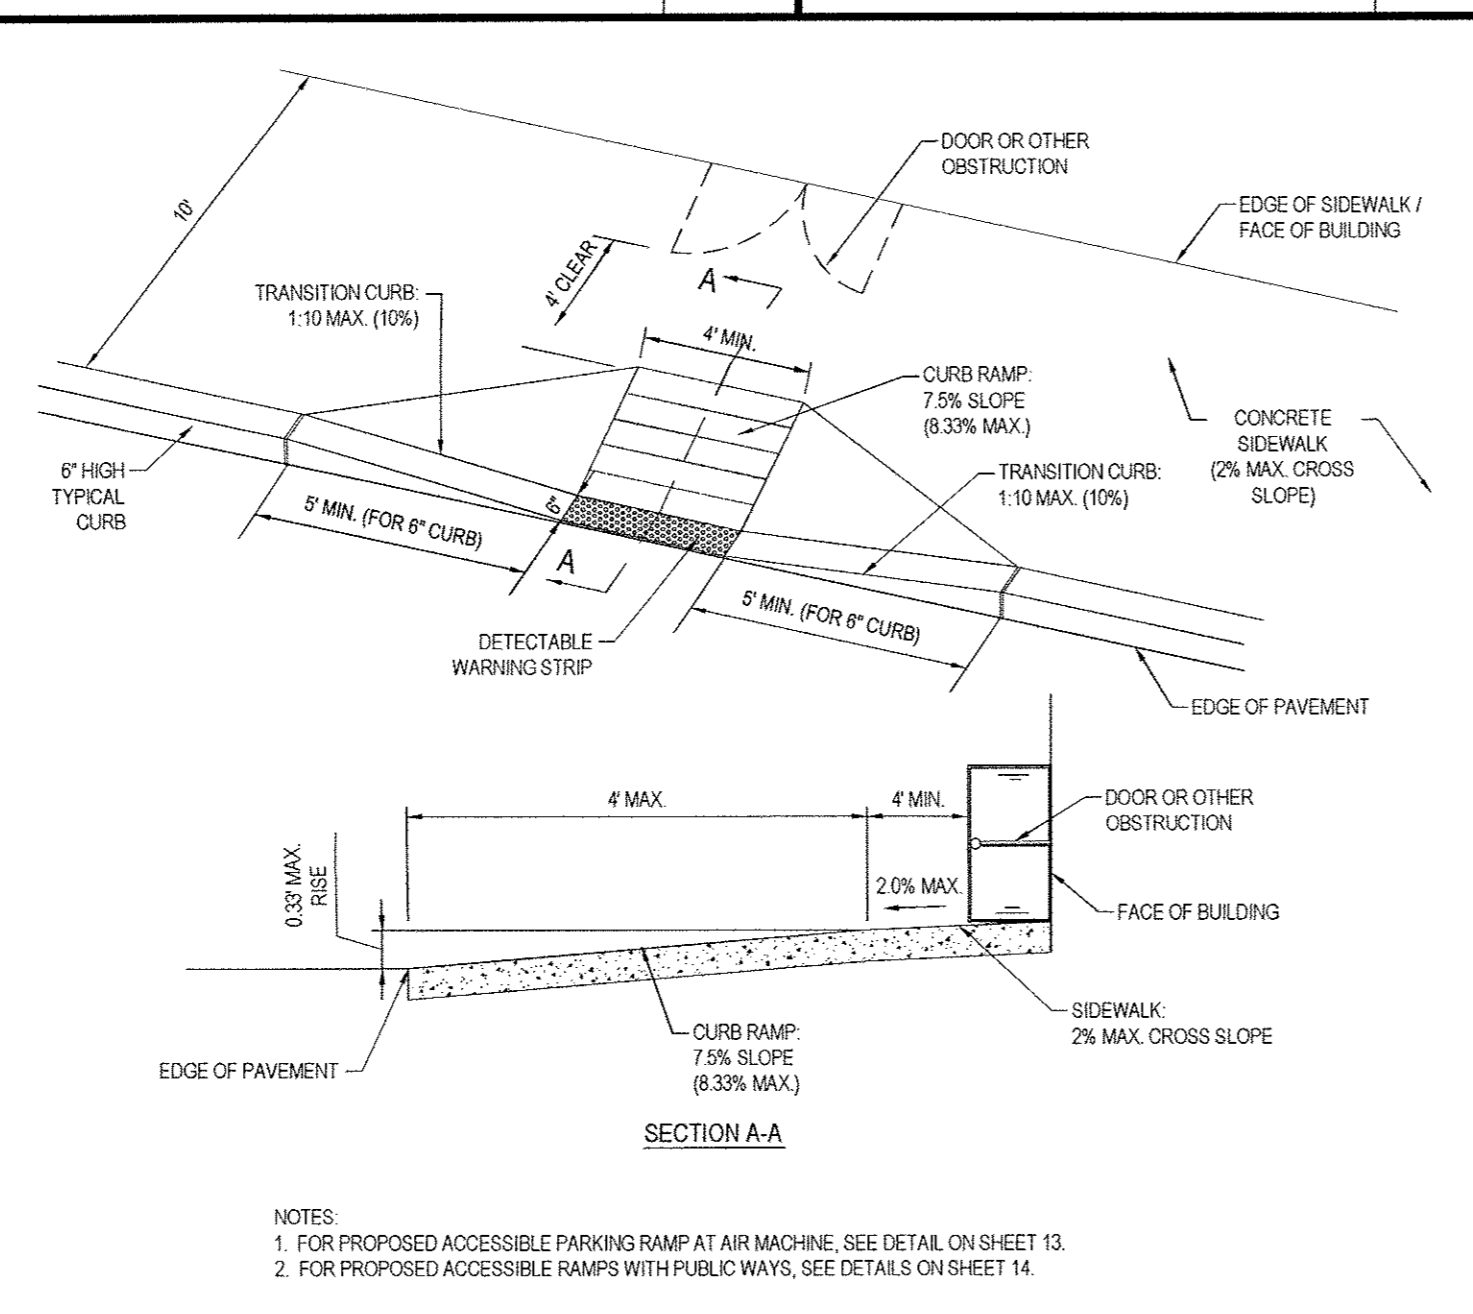 DOOR OR OTHER
OBSTRUCTION
EDGE OF SIDEWALK /
FACE OF BUILDING
10'
4' CLEAR
A
TRANSITION CURB:
1:10 MAX. (10%)
4' MIN.
CURB RAMP:
7.5% SLOPE
(8.33% MAX.)
CONCRETE
SIDEWALK
(2% MAX. CROSS
SLOPE)
6" HIGH
TYPICAL
CURB
TRANSITION CURB:
1:10 MAX. (10%)
5' MIN. (FOR 6" CURB)
6"
A
5' MIN. (FOR 6" CURB)
DETECTABLE
WARNING STRIP
EDGE OF PAVEMENT
4' MAX.
4' MIN.
DOOR OR OTHER
OBSTRUCTION
0.33' MAX.
RISE
2.0% MAX.
FACE OF BUILDING
SIDEWALK:
2% MAX. CROSS SLOPE
CURB RAMP:
7.5% SLOPE
(8.33% MAX.)
EDGE OF PAVEMENT
SECTION A-A
NOTES:
1. FOR PROPOSED ACCESSIBLE PARKING RAMP AT AIR MACHINE, SEE DETAIL ON SHEET 13.
2. FOR PROPOSED ACCESSIBLE RAMPS WITH PUBLIC WAYS, SEE DETAILS ON SHEET 14.